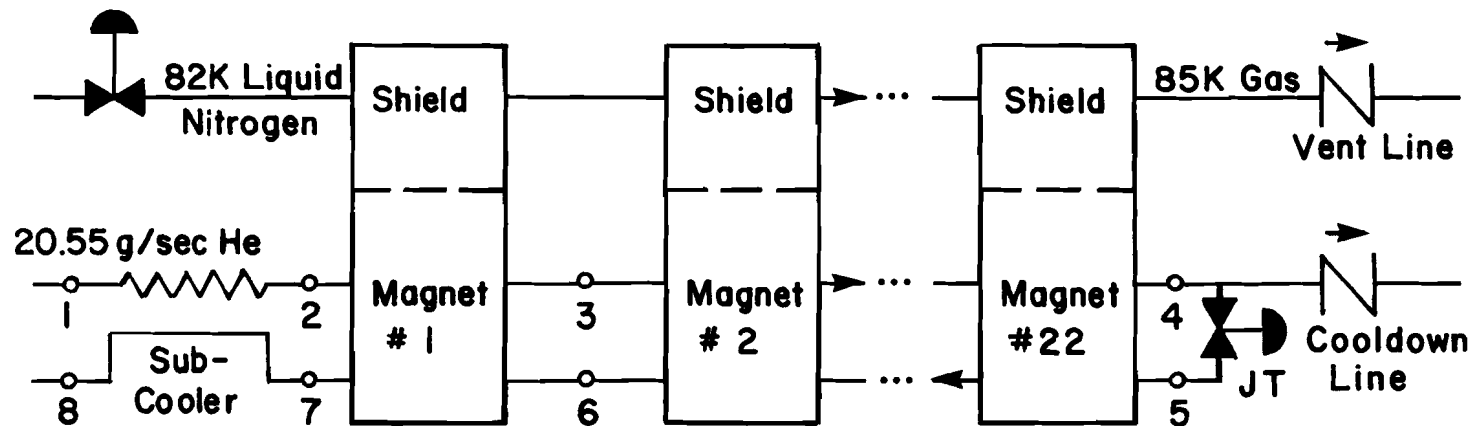 82K Liquid
Nitrogen
Shield
Shield
...
Shield
85K Gas
Vent Line
20.55 g/sec He
1
2
Magnet
# 1
3
Magnet
# 2
...
Magnet
#22
4
Cooldown
Line
JT
Sub-
Cooler
8
7
6
...
5